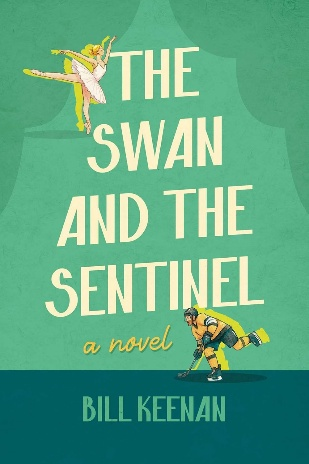 THE
SWAN
AND THE
SENTINEL
a novel
BILL KEENAN